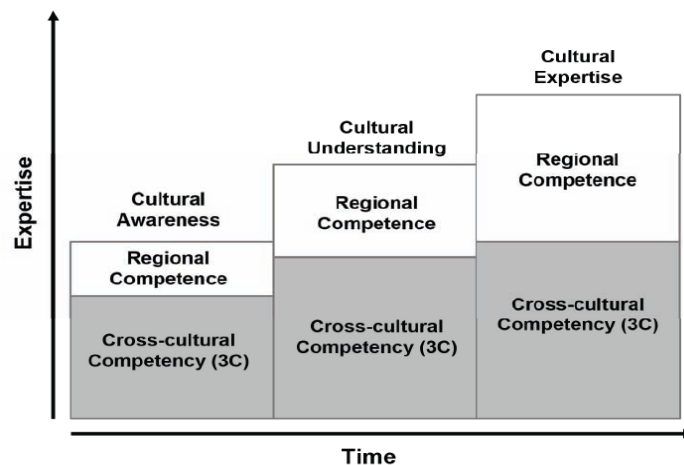 Expertise
Cultural
Awareness
Regional
Competence
Cross-cultural
Competency (3C)
Cultural
Understanding
Regional
Competence
Cross-cultural
Competency (3C)
Cultural
Expertise
Regional
Competence
Cross-cultural
Competency (3C)
Time